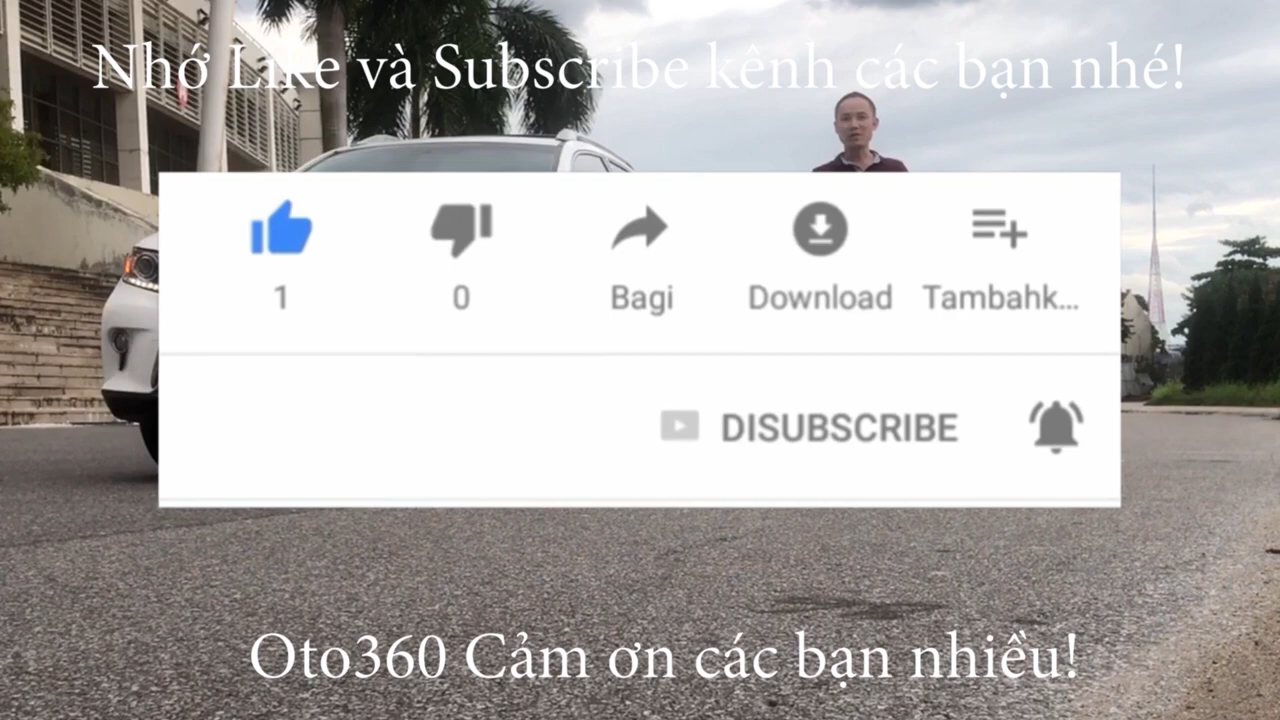 Nhớ Like và Subscribe kênh các bạn nhé!
1 0 Bagi Download Tambahk...
DISUBSCRIBE
Oto360 Cảm ơn các bạn nhiều!